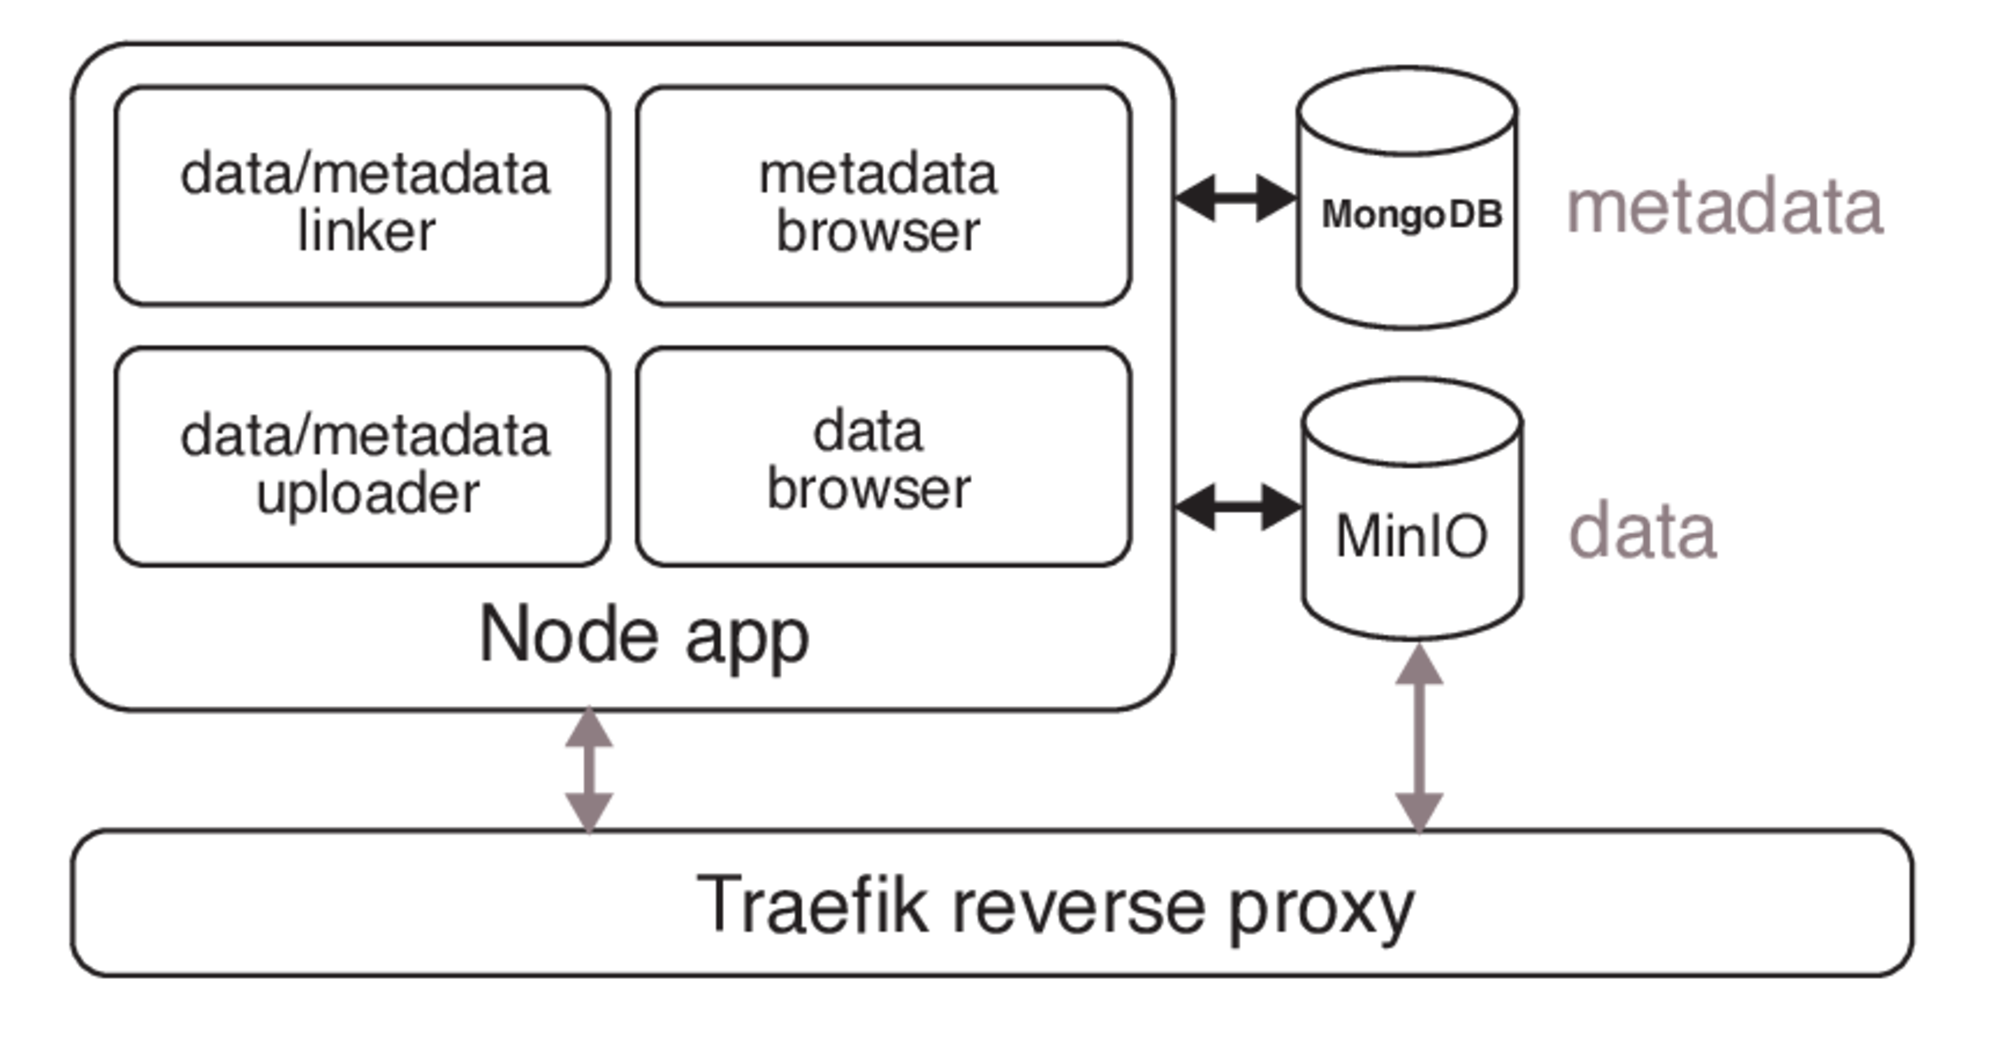 data/metadata
linker
metadata
browser
MongoDB
metadata
data/metadata
uploader
data
browser
MinIO
data
Node app
Traefik reverse proxy